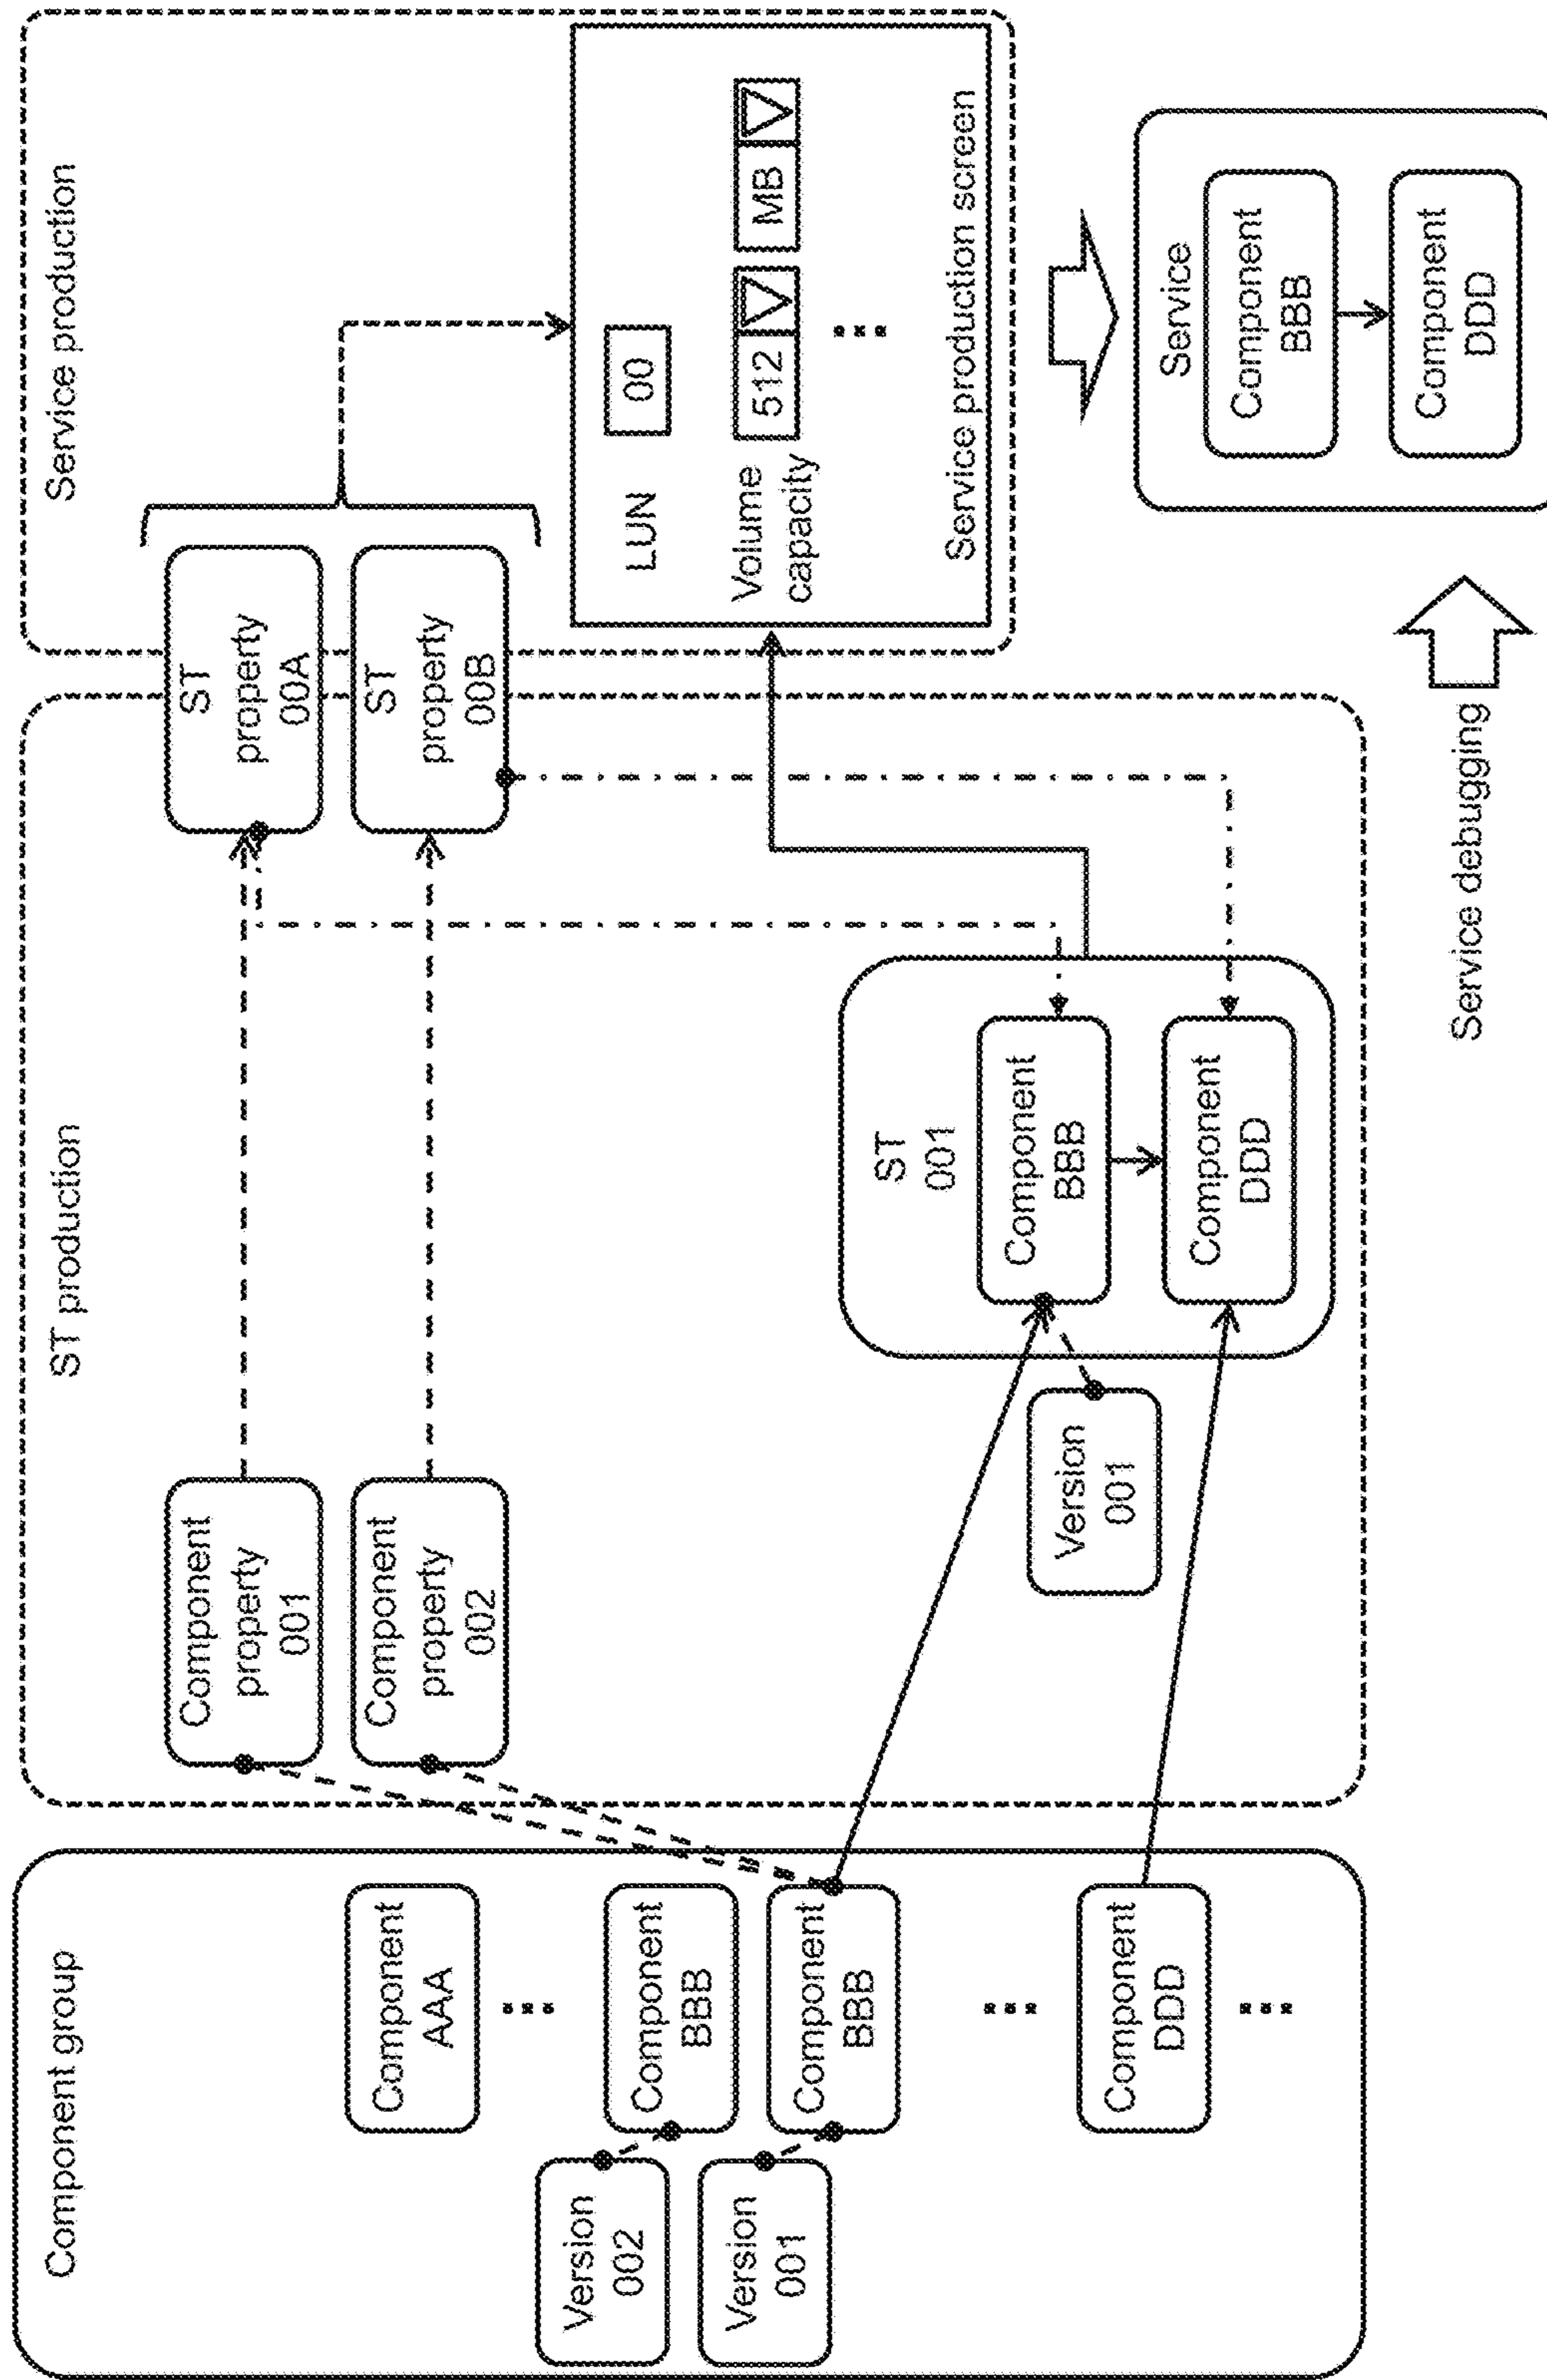 Component group
Component
AAA
Version
002
Component
BBB
Version
001
Component
BBB
Component
DDD
ST production
Component
property
001
Component
property
002
Version
001
ST
001
Component
BBB
Component
DDD
ST
property
00A
ST
property
00B
Service production
LUN
00
Volume
capacity
512
MB
Service production screen
Service debugging
Service
Component
BBB
Component
DDD